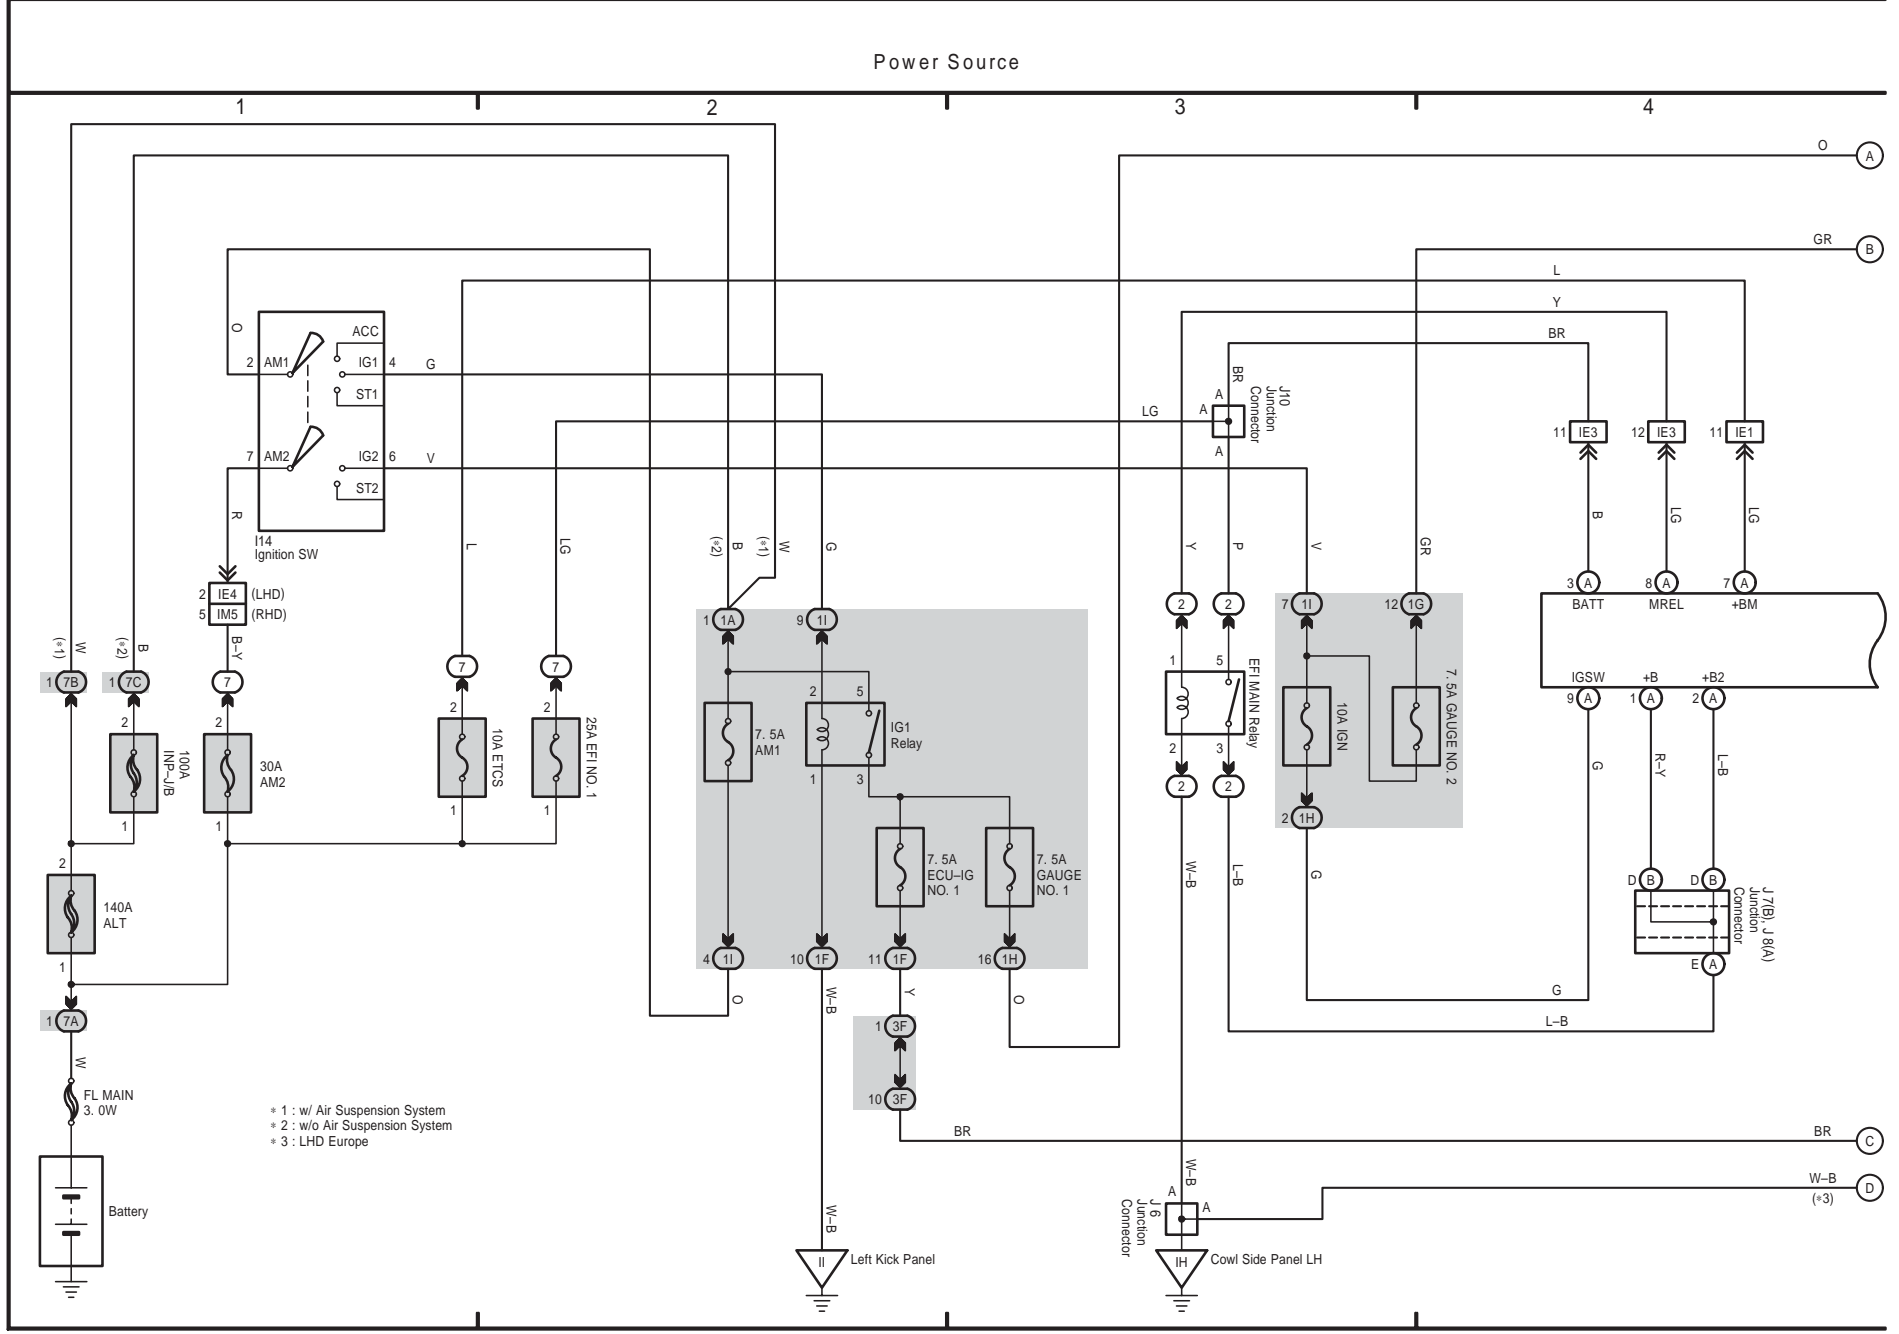 Power Source
1
2
3
4
O
A
GR
B
L
Y
BR
O
ACC
2 AM1 IG1 4 G
ST1
7 AM2 IG2 6 V
ST2
I14
Ignition SW
R
2 IE4 (LHD)
5 IM5 (RHD)
B–Y
W
(∗1)
B
(∗2)
1 7B
1 7C
7
L
7
LG
7
2
100A
INP–J/B
1
2
30A
AM2
1
2
10A ETCS
1
2
25A EFI NO. 1
1
2
140A
ALT
1
1 7A
W
FL MAIN
3. 0W
Battery
∗ 1 : w/ Air Suspension System
∗ 2 : w/o Air Suspension System
∗ 3 : LHD Europe
B
(∗2)
W
(∗1)
G
1 1A
9 1I
7. 5A
AM1
2 5
IG1
Relay
1 3
7. 5A
ECU–IG
NO. 1
7. 5A
GAUGE
NO. 1
4 1I
10 1F
11 1F
16 1H
O
W–B
Y
O
1 3F
10 3F
BR
BR
C
W–B
II
Left Kick Panel
LG
BR
A
A
A
J10
Junction
Connector
Y
P
V
GR
2
2
1 5
EFI MAIN Relay
2 3
2
2
7 1I
12 1G
10A IGN
7. 5A GAUGE NO. 2
2 1H
W–B
L–B
G
W–B
A
A
J 6
Junction
Connector
IH
Cowl Side Panel LH
W–B
(∗3)
D
11 IE3
12 IE3
11 IE1
B
LG
LG
3 A
8 A
7 A
BATT
MREL
+BM
IGSW
+B
+B2
9 A
1 A
2 A
G
R–Y
L–B
D B
D B
J 7(B), J 8(A)
Junction
Connector
E A
G
L–B